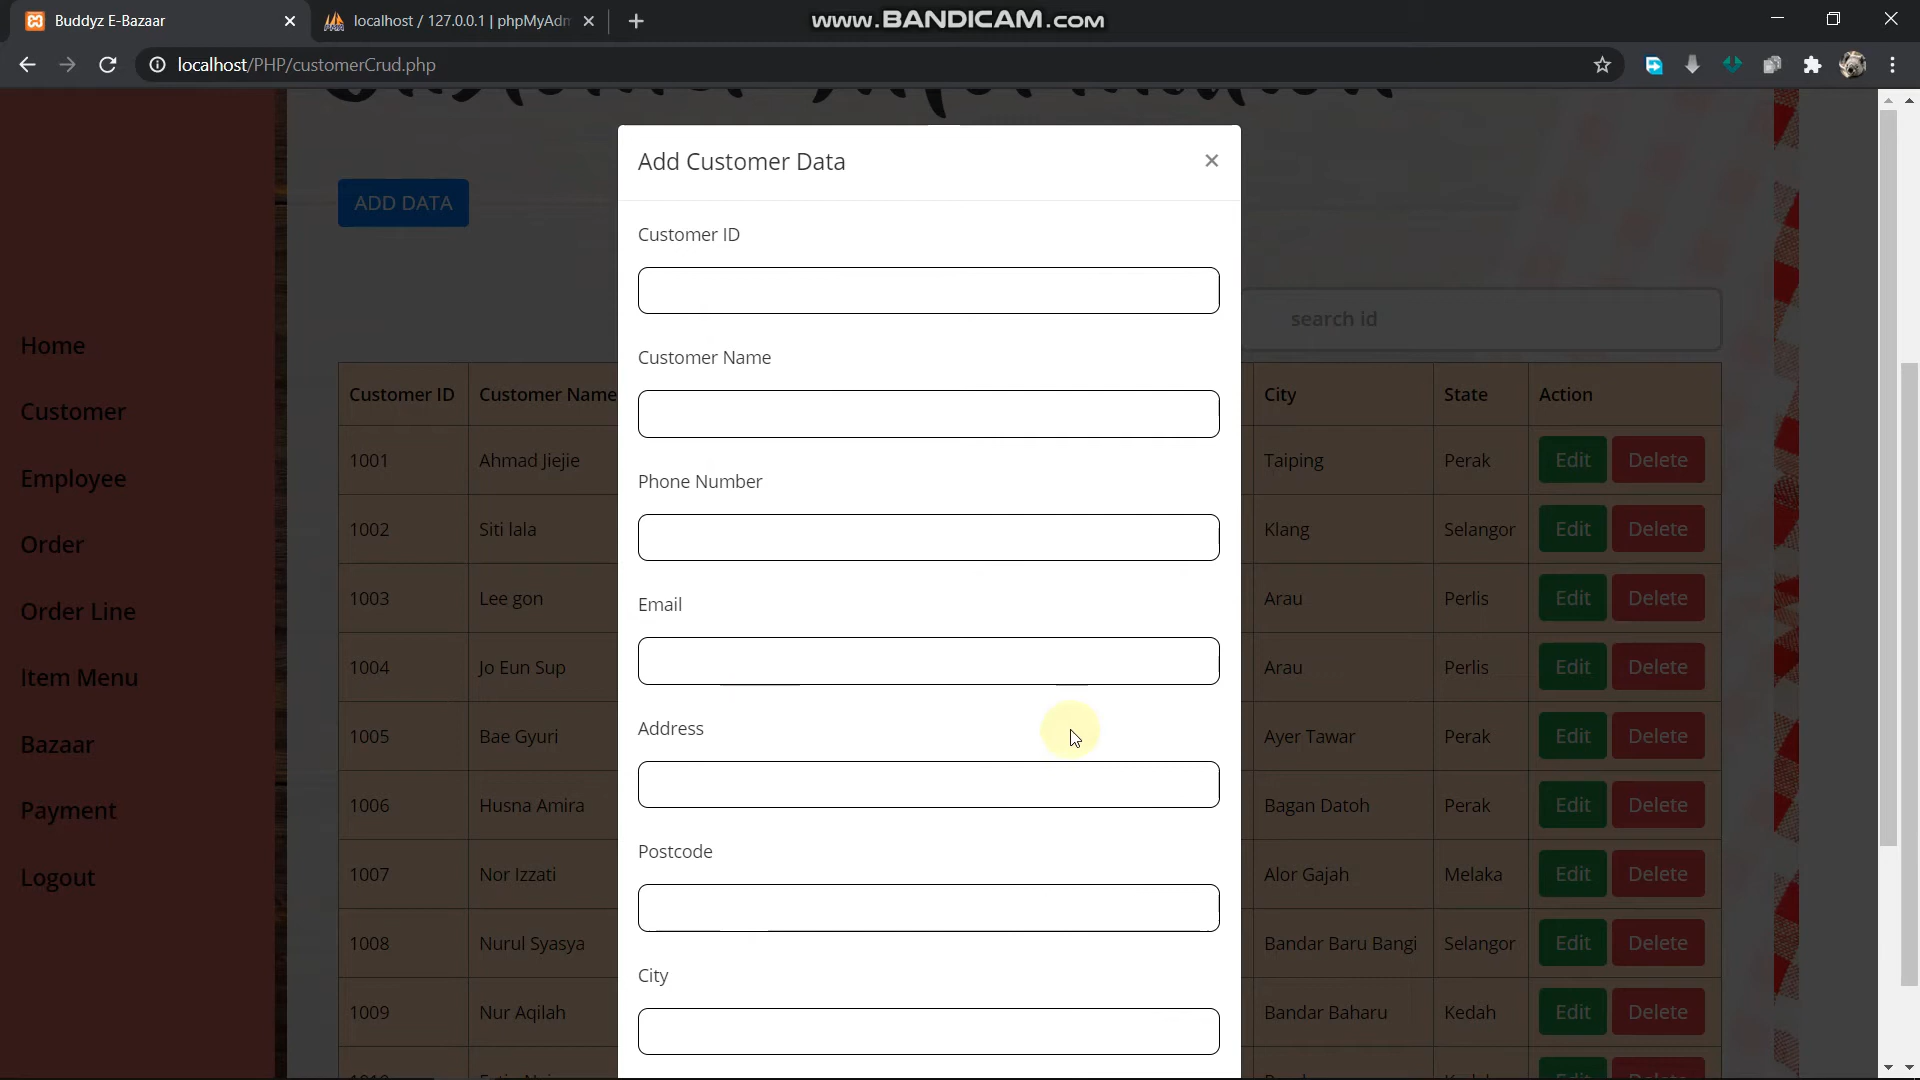 Buddyz E-Bazaar
localhost / 127.0.0.1 | phpMyAdm
www.BANDICAM.com
localhost/PHP/customerCrud.php
Customer Information
Add Customer Data
ADD DATA
Customer ID
search id
Home
Customer Name
Customer ID
Customer Name
City
State
Action
Customer
1001
Ahmad Jiejie
Taiping
Perak
Edit
Delete
Employee
Phone Number
1002
Siti lala
Klang
Selangor
Edit
Delete
Order
1003
Lee gon
Arau
Perlis
Edit
Delete
Order Line
Email
1004
Jo Eun Sup
Arau
Perlis
Edit
Delete
Item Menu
1005
Bae Gyuri
Address
Ayer Tawar
Perak
Edit
Delete
Bazaar
1006
Husna Amira
Bagan Datoh
Perak
Edit
Delete
Payment
Postcode
1007
Nor Izzati
Alor Gajah
Melaka
Edit
Delete
Logout
1008
Nurul Syasya
Bandar Baru Bangi
Selangor
Edit
Delete
City
1009
Nur Aqilah
Bandar Baharu
Kedah
Edit
Delete